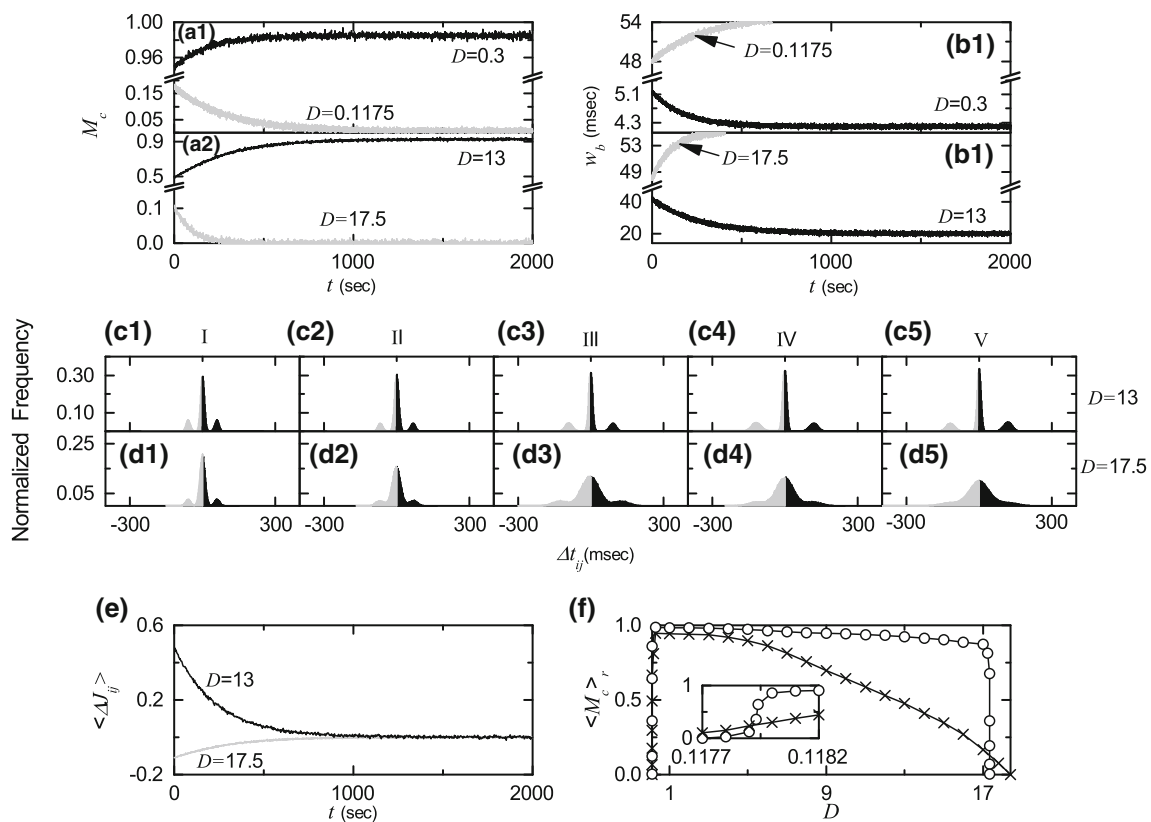 (a1)
1.00
0.96
D=0.3
0.15
0.05
D=0.1175
M_c
(a2)
0.9
0.5
D=13
0.1
0.0
D=17.5
0 1000 2000
t (sec)
(b1)
54
48
D=0.1175
5.1
4.3
D=0.3
w_b (msec)
(b1)
53
49
D=17.5
40
20
D=13
0 1000 2000
t (sec)
(c1) I (c2) II (c3) III (c4) IV (c5) V
0.30
0.10
D=13
Normalized Frequency
(d1) (d2) (d3) (d4) (d5)
0.25
0.05
D=17.5
-300 300 -300 300 -300 300 -300 300 -300 300
Δt_ij(msec)
(e)
0.6
0.2
-0.2
<ΔJ_ij>
D=13
D=17.5
0 1000 2000
t (sec)
(f)
1.0
0.5
0.0
<M_c>_r
1
0
0.1177 0.1182
1 9 17
D